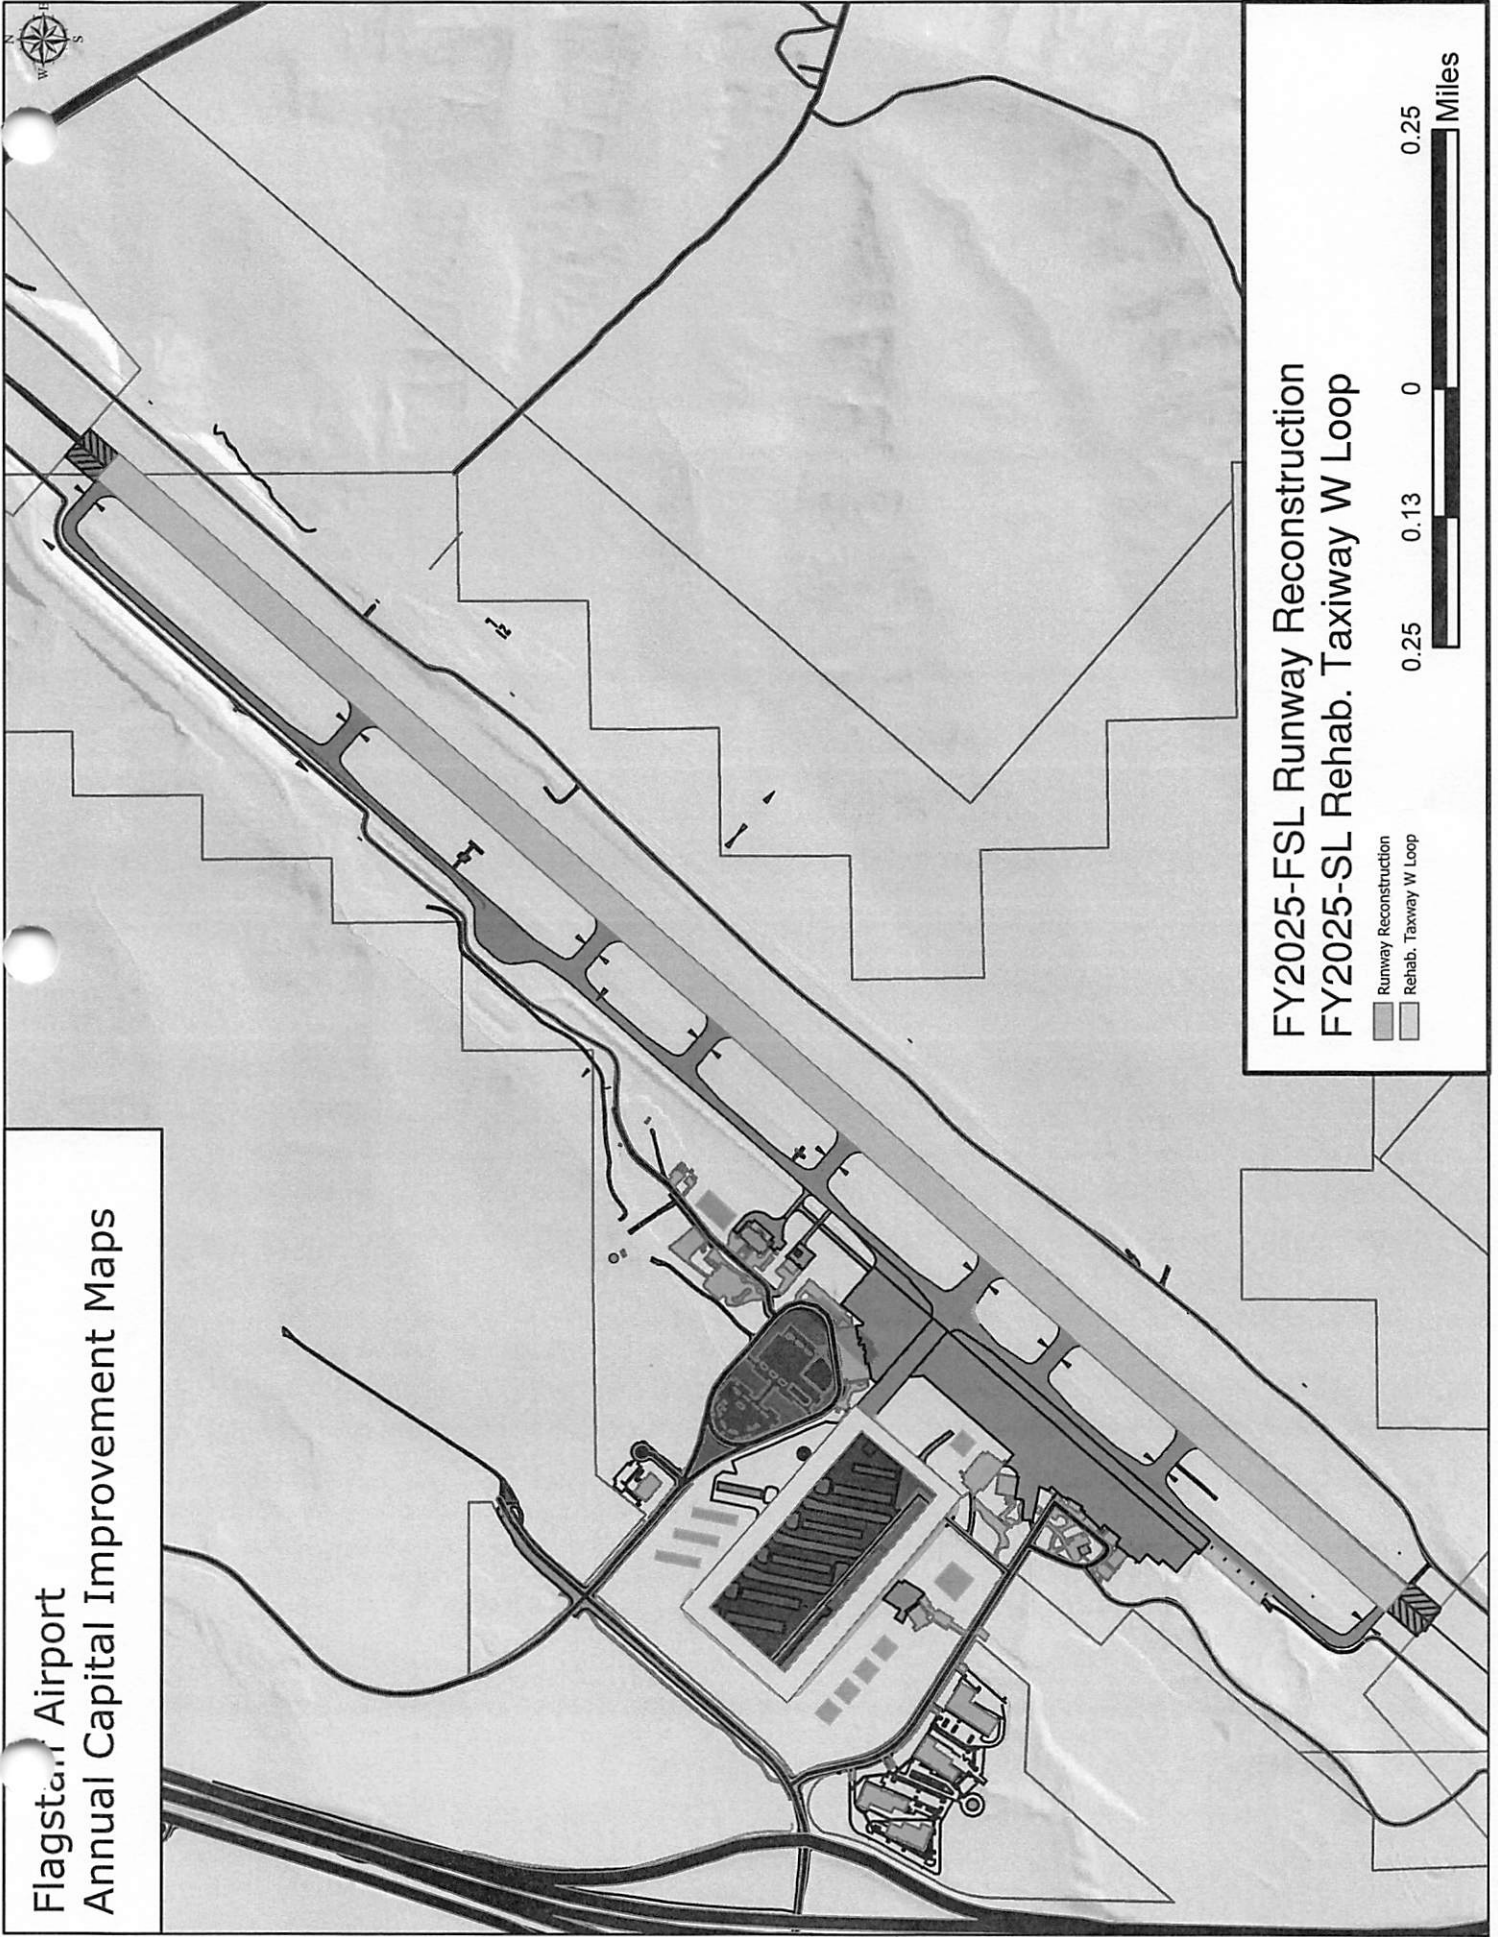 Airport
Annual Capital Improvement Maps
N
E
S
W
FY2025-FSL Runway Reconstruction
FY2025-SL Rehab. Taxiway W Loop
Runway Reconstruction
Rehab. Taxway W Loop
0.25 0.13 0 0.25
Miles